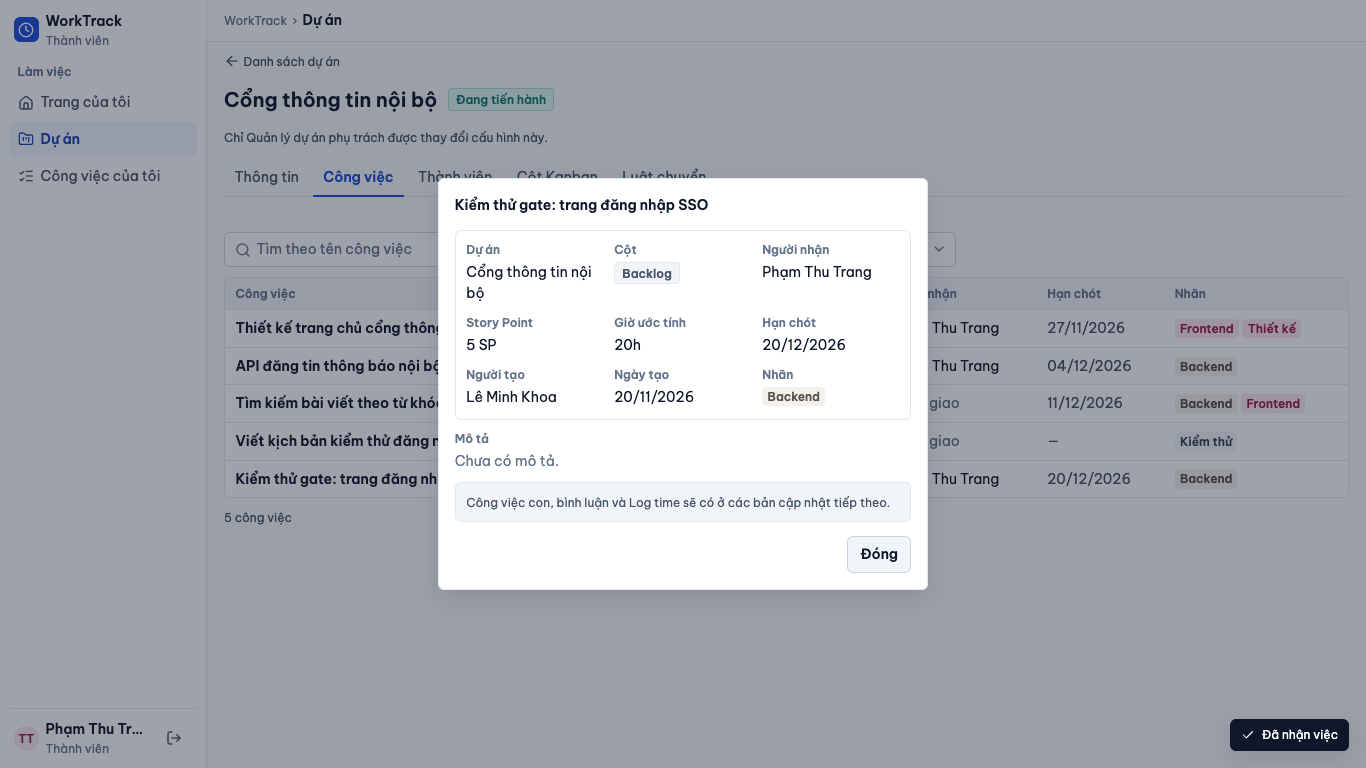 WorkTrack
Thành viên
Làm việc
Trang của tôi
Dự án
Công việc của tôi
Phạm Thu Tr...
TT
Thành viên
WorkTrack › Dự án
Danh sách dự án
Cổng thông tin nội bộ Đang tiến hành
Chỉ Quản lý dự án phụ trách được thay đổi cấu hình này.
Thông tin Công việc Thành viên Cột Kanban Luật chuyển
Tìm theo tên công việc
Công việc Hạn chót Nhãn
Thiết kế trang chủ cổng Thu Trang 27/11/2026 Frontend Thiết kế
API đăng tin thông báo nội Thu Trang 04/12/2026 Backend
Tìm kiếm bài viết theo từ giao 11/12/2026 Backend Frontend
Viết kịch bản kiểm thử đăng giao — Kiểm thử
Kiểm thử gate: trang đăng Thu Trang 20/12/2026 Backend
5 công việc
Kiểm thử gate: trang đăng nhập SSO
Dự án Cột Người nhận
Cổng thông tin nội Backlog Phạm Thu Trang
bộ
Story Point Giờ ước tính Hạn chót
5 SP 20h 20/12/2026
Người tạo Ngày tạo Nhãn
Lê Minh Khoa 20/11/2026 Backend
Mô tả
Chưa có mô tả.
Công việc con, bình luận và Log time sẽ có ở các bản cập nhật tiếp theo.
Đóng
Đã nhận việc